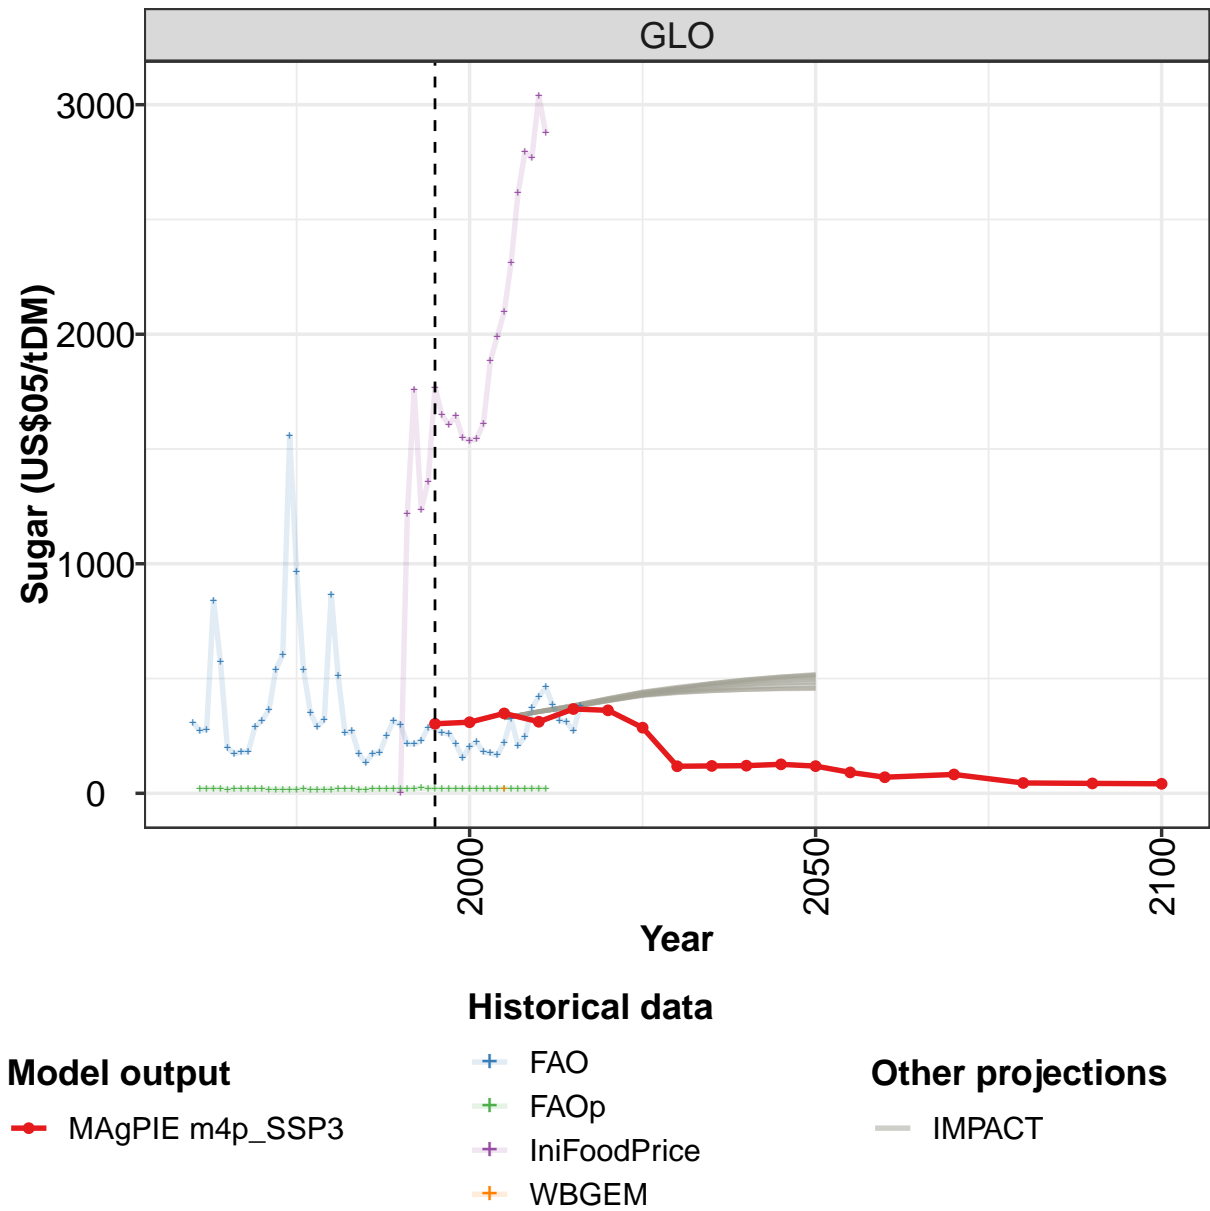 GLO
Sugar (US$05/tDM)
3000
2000
1000
0
2000
2050
2100
Year
Historical data
FAO
FAOp
IniFoodPrice
WBGEM
Model output
MAgPIE m4p_SSP3
Other projections
IMPACT